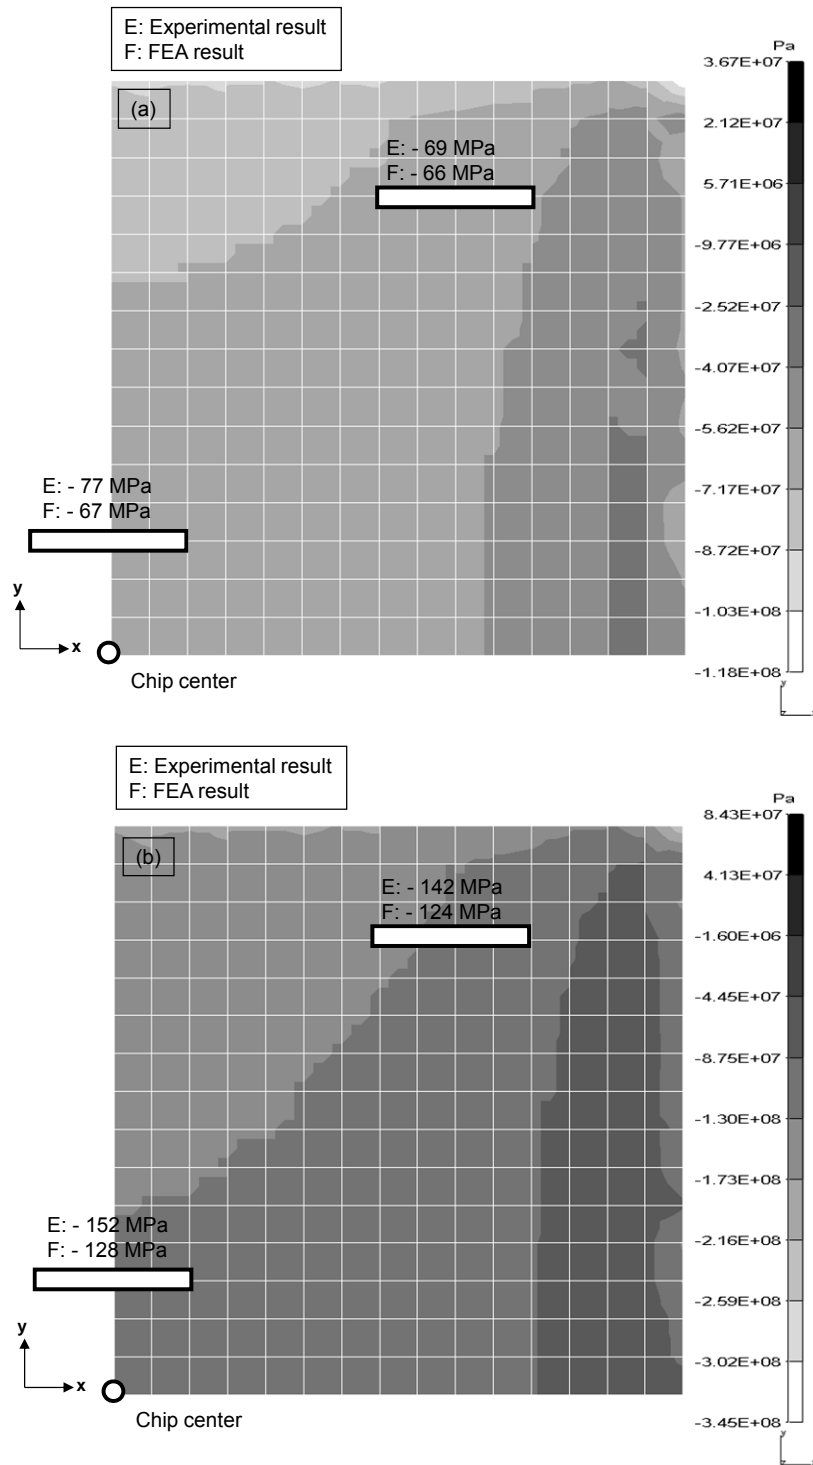 E: Experimental result
F: FEA result
Pa
3.67E+07
(a)
2.12E+07
E: - 69 MPa
F: - 66 MPa
5.71E+06
-9.77E+06
-2.52E+07
-4.07E+07
-5.62E+07
E: - 77 MPa
F: - 67 MPa
-7.17E+07
-8.72E+07
-1.03E+08
y
x
-1.18E+08
Chip center
y
E: Experimental result
F: FEA result
Pa
8.43E+07
(b)
4.13E+07
E: - 142 MPa
F: - 124 MPa
-1.60E+06
-4.45E+07
-8.75E+07
-1.30E+08
-1.73E+08
E: - 152 MPa
F: - 128 MPa
-2.16E+08
-2.59E+08
y
x
-3.02E+08
Chip center
-3.45E+08
y